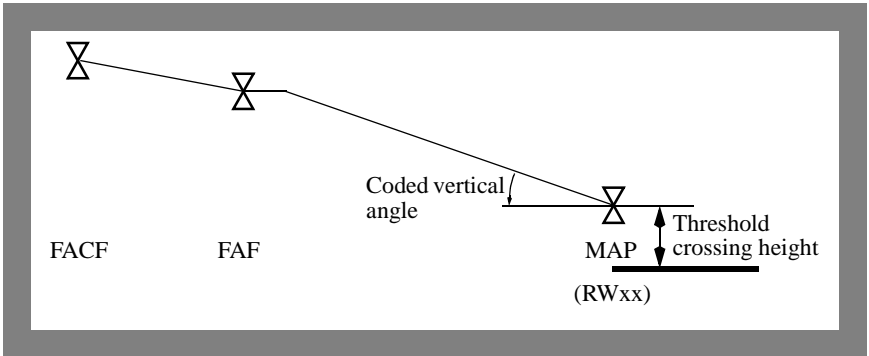 Coded vertical
angle
Threshold
crossing height
FACF
FAF
MAP
(RWxx)